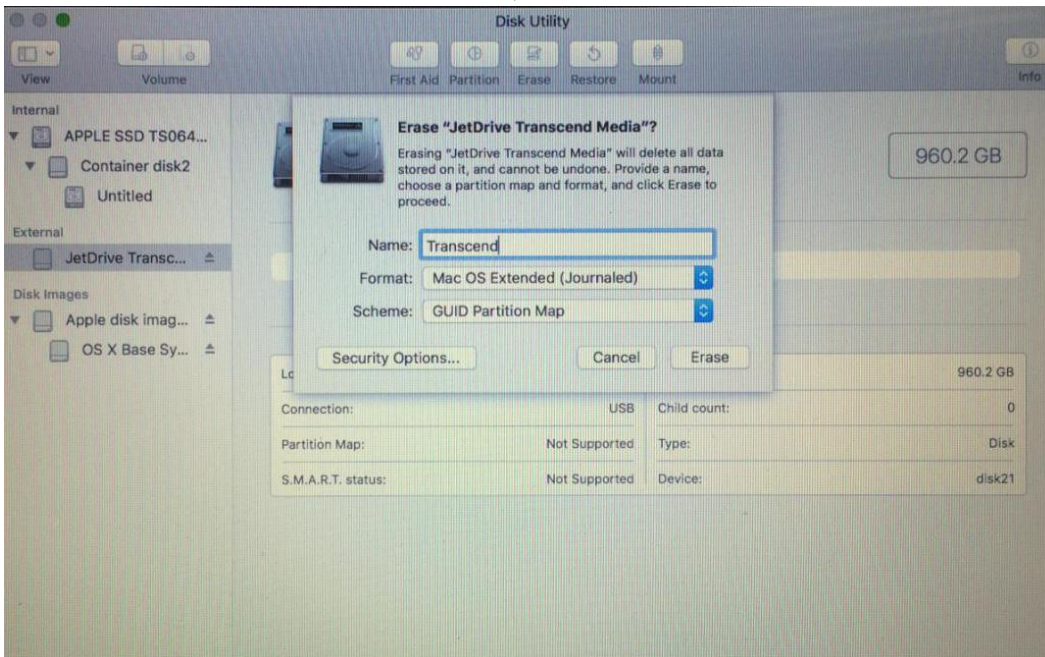 Disk Utility
View
Volume
First Aid
Partition
Erase
Restore
Mount
Info
Internal
APPLE SSD TS064...
Container disk2
Untitled
External
JetDrive Transc...
Disk Images
Apple disk imag...
OS X Base Sy...
960.2 GB
Erase “JetDrive Transcend Media”?
Erasing “JetDrive Transcend Media” will delete all data
stored on it, and cannot be undone. Provide a name,
choose a partition map and format, and click Erase to
proceed.
Name: Transcend
Format: Mac OS Extended (Journaled)
Scheme: GUID Partition Map
Security Options...
Cancel
Erase
Lo
960.2 GB
Connection: USB
Child count: 0
Partition Map: Not Supported
Type: Disk
S.M.A.R.T. status: Not Supported
Device: disk21